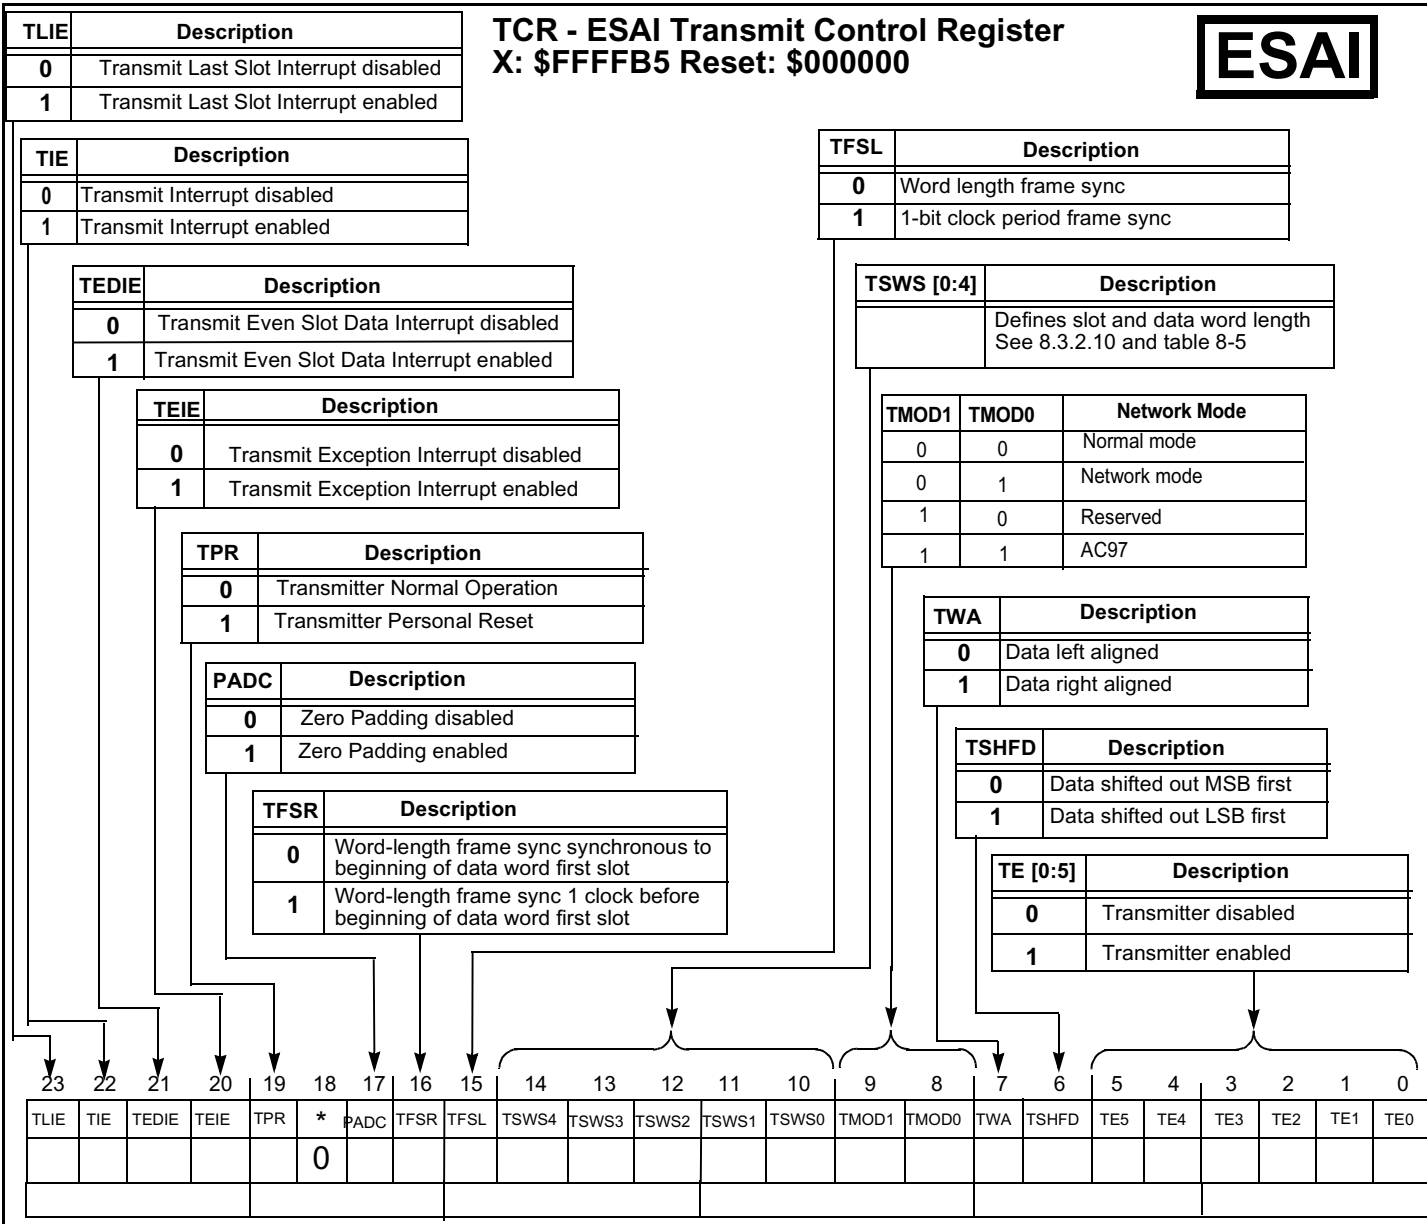 TCR - ESAI Transmit Control Register
X: $FFFFB5 Reset: $000000
ESAI
TLIE Description
0 Transmit Last Slot Interrupt disabled
1 Transmit Last Slot Interrupt enabled
TIE Description
0 Transmit Interrupt disabled
1 Transmit Interrupt enabled
TEDIE Description
0 Transmit Even Slot Data Interrupt disabled
1 Transmit Even Slot Data Interrupt enabled
TEIE Description
0 Transmit Exception Interrupt disabled
1 Transmit Exception Interrupt enabled
TPR Description
0 Transmitter Normal Operation
1 Transmitter Personal Reset
PADC Description
0 Zero Padding disabled
1 Zero Padding enabled
TFSR Description
0 Word-length frame sync synchronous to
beginning of data word first slot
1 Word-length frame sync 1 clock before
beginning of data word first slot
TFSL Description
0 Word length frame sync
1 1-bit clock period frame sync
TSWS [0:4] Description
Defines slot and data word length
See 8.3.2.10 and table 8-5
TMOD1 TMOD0 Network Mode
0 0 Normal mode
0 1 Network mode
1 0 Reserved
1 1 AC97
TWA Description
0 Data left aligned
1 Data right aligned
TSHFD Description
0 Data shifted out MSB first
1 Data shifted out LSB first
TE [0:5] Description
0 Transmitter disabled
1 Transmitter enabled
23 22 21 20 19 18 17 16 15 14 13 12 11 10 9 8 7 6 5 4 3 2 1 0
TLIE TIE TEDIE TEIE TPR * PADC TFSR TFSL TSWS4 TSWS3 TSWS2 TSWS1 TSWS0 TMOD1 TMOD0 TWA TSHFD TE5 TE4 TE3 TE2 TE1 TE0
0